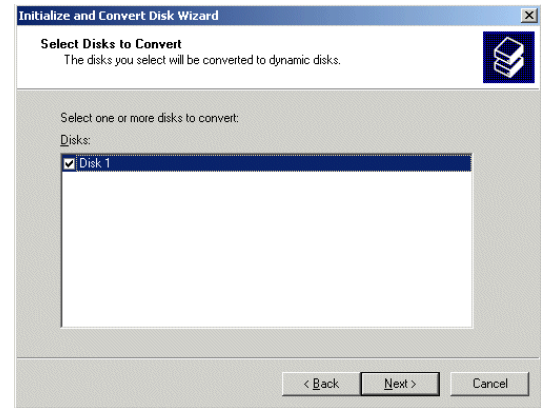 Initialize and Convert Disk Wizard
Select Disks to Convert
The disks you select will be converted to dynamic disks.
Select one or more disks to convert:
Disks:
Disk 1
< Back
Next >
Cancel